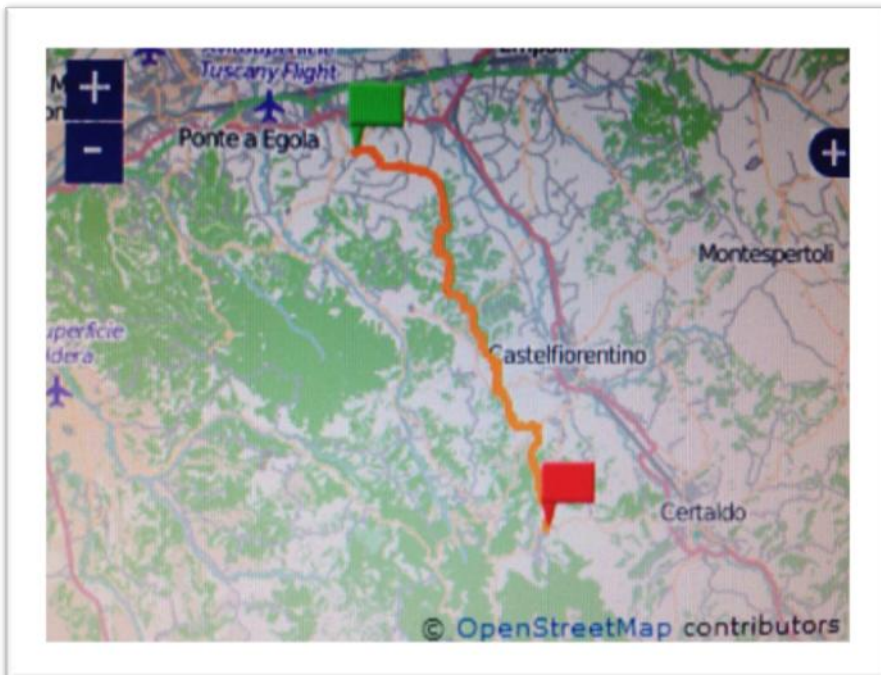 Tuscany Flight
+
-
Ponte a Egola
+
Montespertoli
Castelfiorentino
Certaldo
© OpenStreetMap contributors